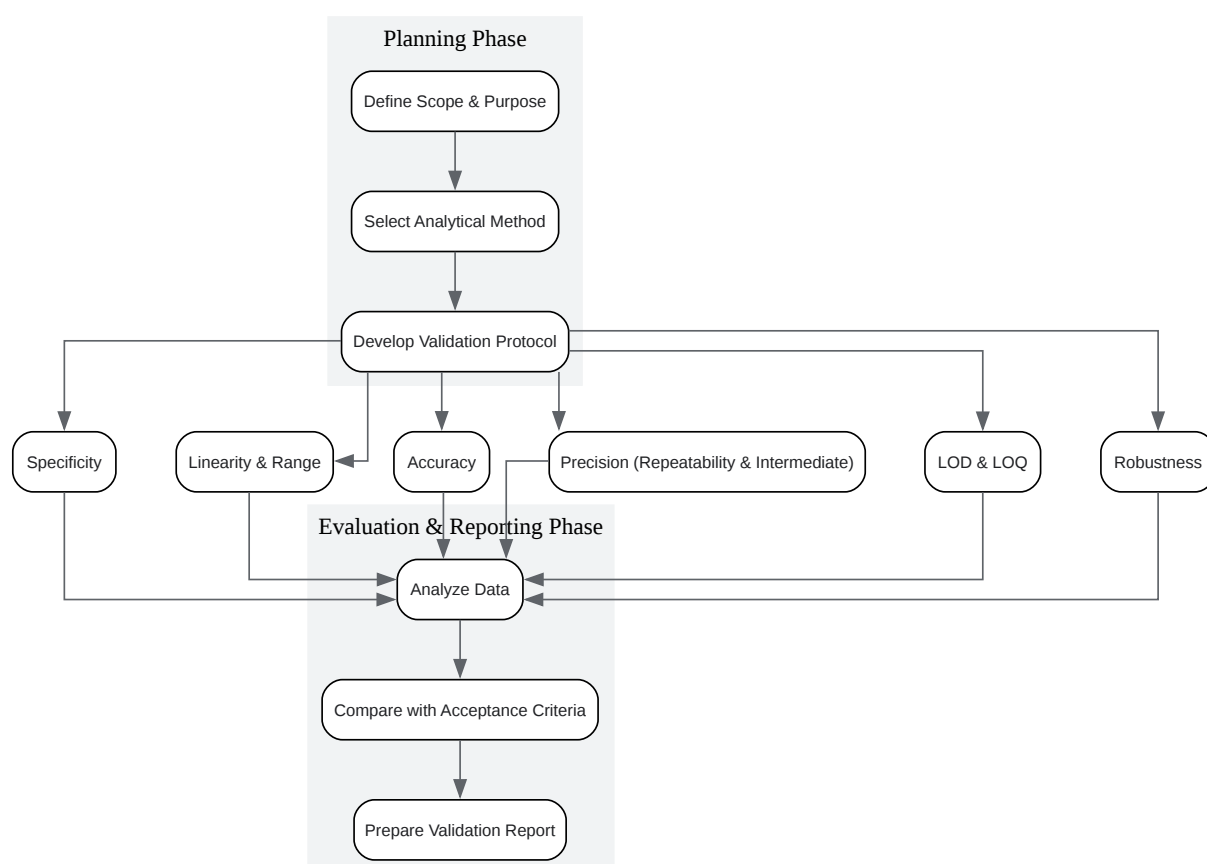 Planning Phase
Define Scope & Purpose
Select Analytical Method
Develop Validation Protocol
Specificity
Linearity & Range
Accuracy
Precision (Repeatability & Intermediate)
LOD & LOQ
Robustness
Evaluation & Reporting Phase
Analyze Data
Compare with Acceptance Criteria
Prepare Validation Report